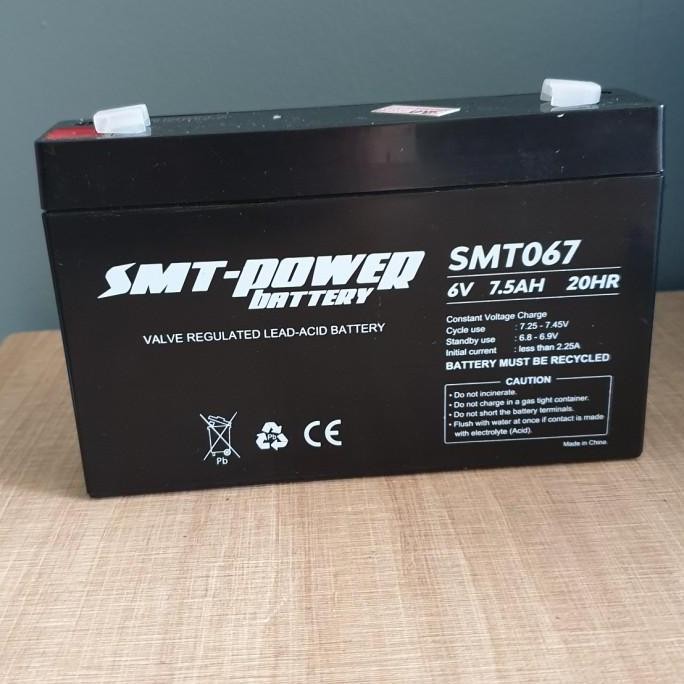 SMT-POWER
BATTERY
VALVE REGULATED LEAD-ACID BATTERY
Pb
Pb
CE
SMT067
6V 7.5AH 20HR
Constant Voltage Charge
Cycle use : 7.25 - 7.45V
Standby use : 6.8 - 6.9V
Initial current : less than 2.25A
BATTERY MUST BE RECYCLED
CAUTION
• Do not incinerate.
• Do not charge in a gas tight container.
• Do not short the battery terminals.
• Flush with water at once if contact is made
with electrolyte (Acid).
Made in China.